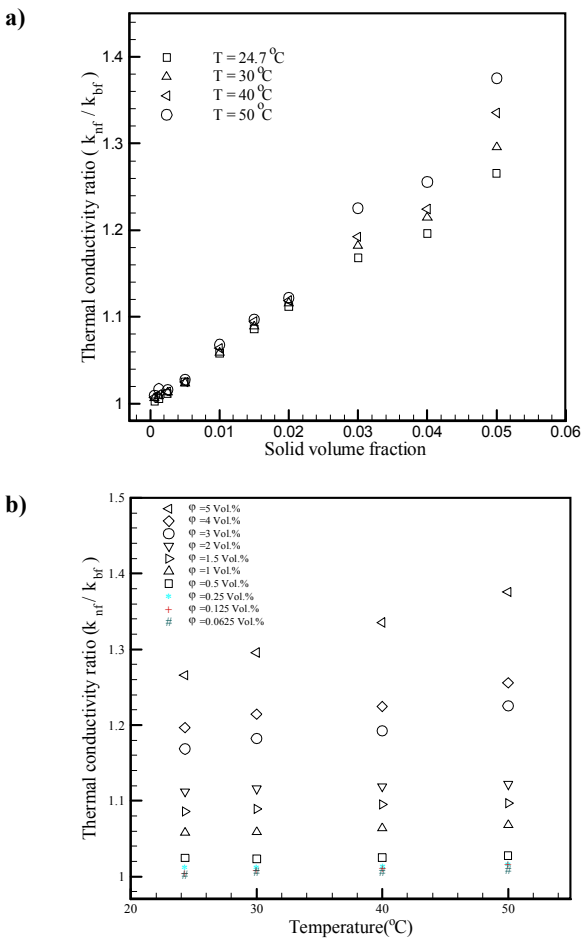 a)
Thermal conductivity ratio ( k_nf / k_bf )
1.4
1.3
1.2
1.1
1
T = 24.7 °C
T = 30 °C
T = 40 °C
T = 50 °C
0 0.01 0.02 0.03 0.04 0.05 0.06
Solid volume fraction
b)
Thermal conductivity ratio (k_nf / k_bf)
1.5
1.4
1.3
1.2
1.1
1
φ =5 Vol.%
φ =4 Vol.%
φ =3 Vol.%
φ =2 Vol.%
φ =1.5 Vol.%
φ =1 Vol.%
φ =0.5 Vol.%
* φ =0.25 Vol.%
+ φ =0.125 Vol.%
# φ =0.0625 Vol.%
20 30 40 50
Temperature(°C)